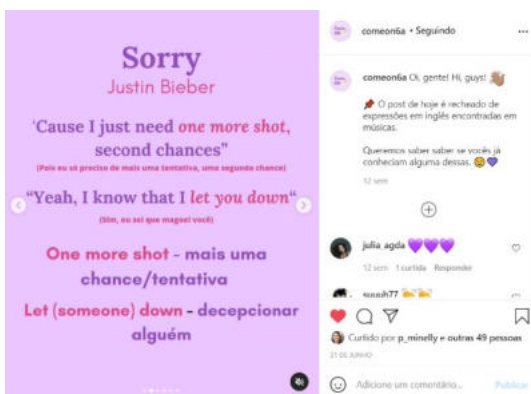 Sorry
Justin Bieber
'Cause I just need one more shot,
second chances"
(Pois eu só preciso de mais uma tentativa, uma segunda chance)
"Yeah, I know that I let you down"
(Sim, eu sei que magoei você)
One more shot - mais uma
chance/tentativa
Let (someone) down - decepcionar
alguém
comeon6a • Seguindo
comeon6a Oi, gente! Hi, guys!
O post de hoje é recheado de
expressões em inglês encontradas em
músicas.
Queremos saber saber se vocês já
conheciam alguma dessas.
12 sem
julia_agda
12 sem 1 curtida Responder
suuuh77
Curtido por p_minelly e outras 49 pessoas
21 DE JUNHO
Adicione um comentário...
Publicar